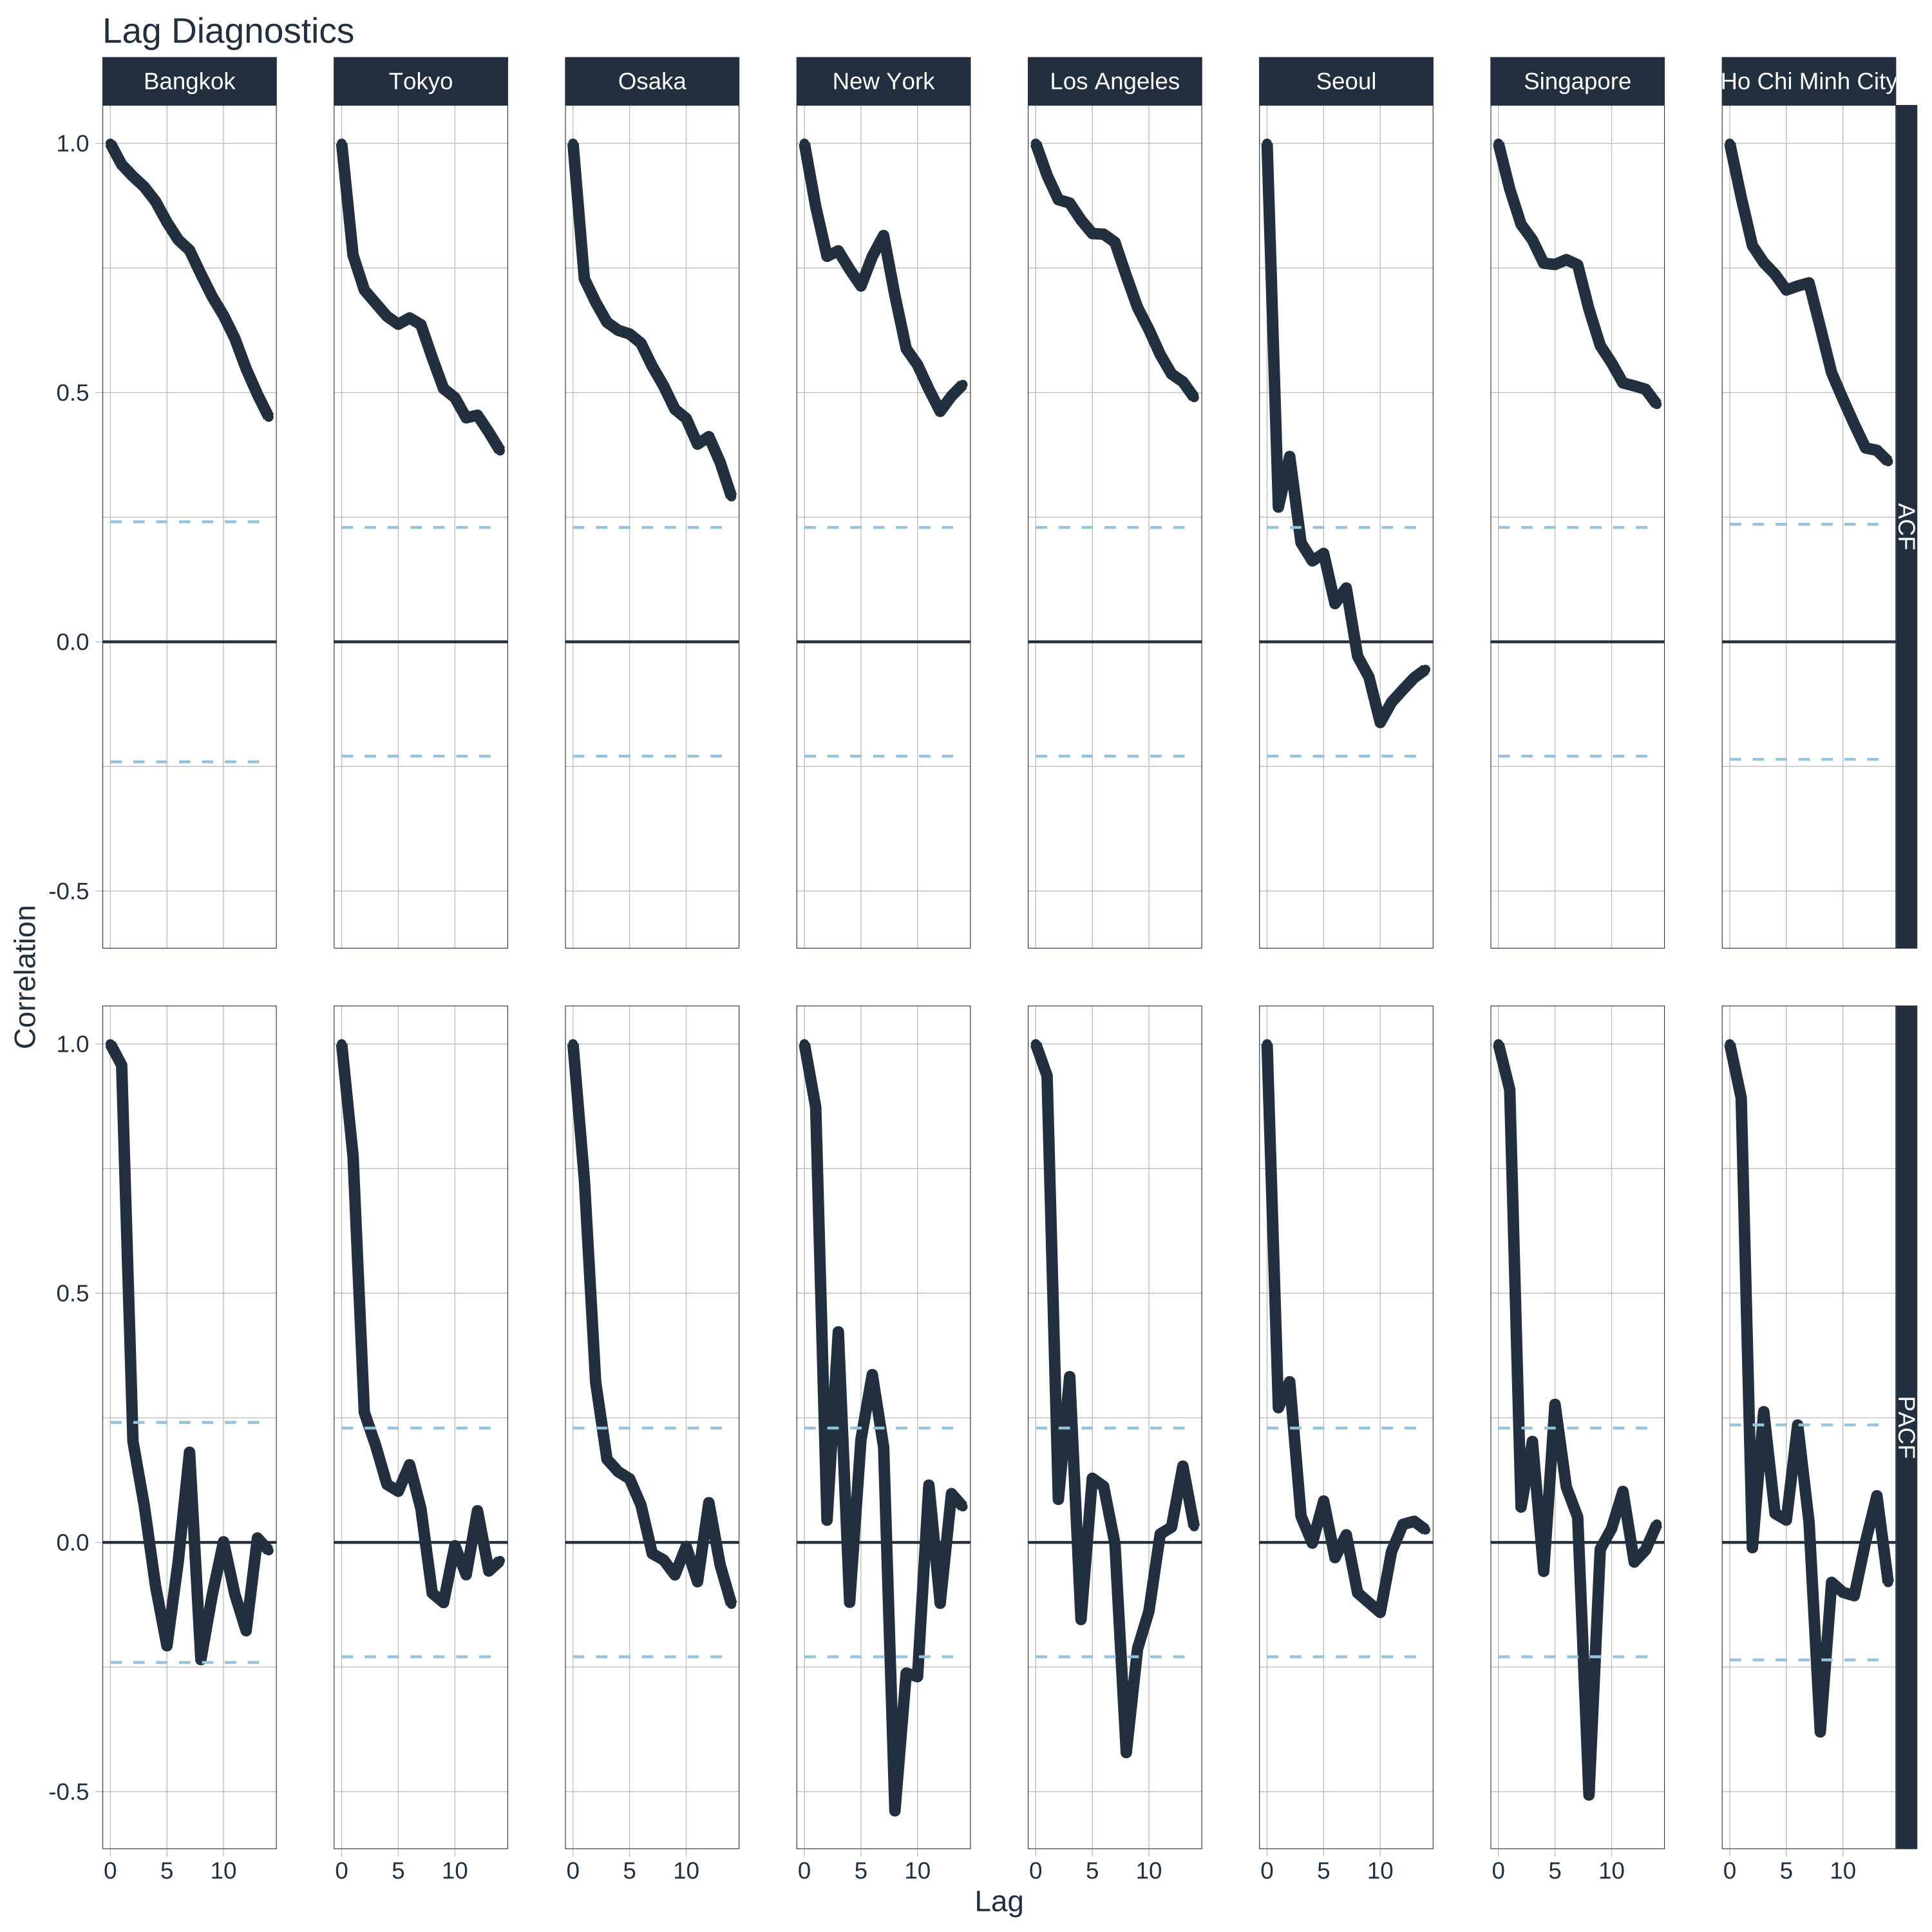 Lag Diagnostics
Bangkok Tokyo Osaka New York Los Angeles Seoul Singapore Ho Chi Minh City
1.0
0.5
0.0
-0.5
ACF
Correlation
1.0
0.5
0.0
-0.5
PACF
0 5 10 0 5 10 0 5 10 0 5 10 0 5 10 0 5 10 0 5 10 0 5 10
Lag